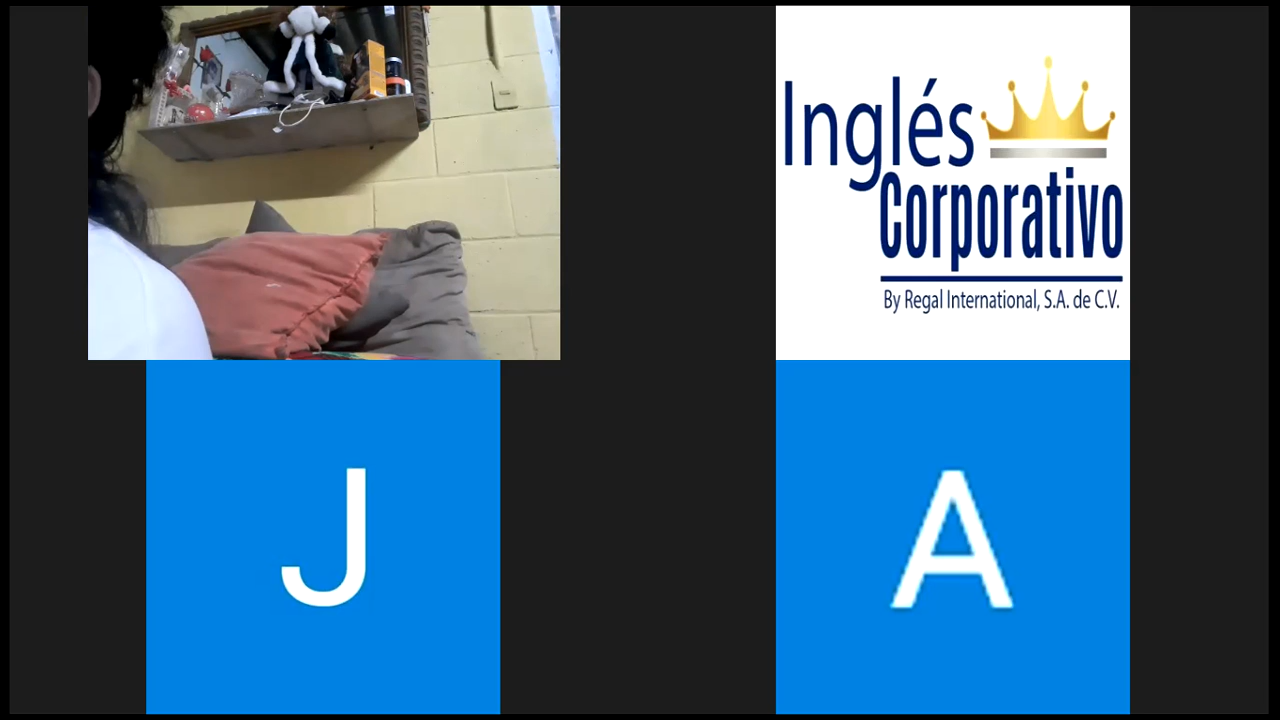 Inglés
Corporativo
By Regal International, S.A. de C.V.
J
A